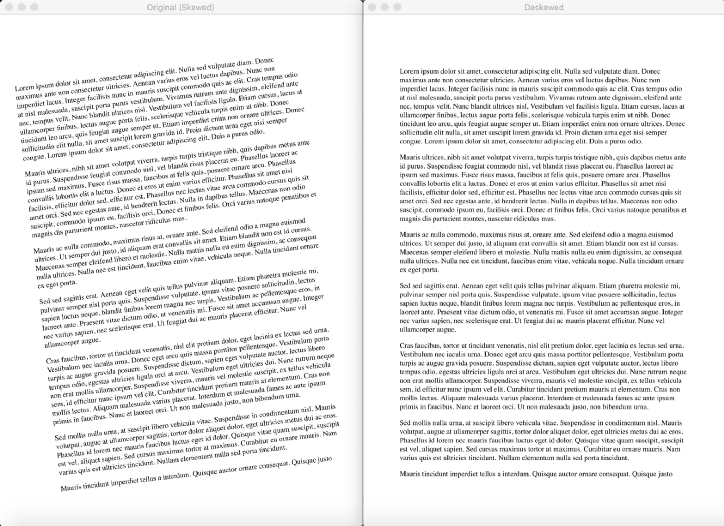 Original (Skewed)
Lorem ipsum dolor sit amet, consectetur adipiscing elit. Nulla sed vulputate diam. Donec
maximus ante non consectetur ultricies. Aenean varius eros vel luctus dapibus. Nunc non
imperdiet lacus. Integer facilisis nunc in mauris suscipit commodo quis ac elit. Cras tempus odio
at nisl malesuada, suscipit porta purus vestibulum. Vivamus rutrum ante dignissim, eleifend ante
nec, tempus velit. Nunc blandit ultrices nisl. Vestibulum vel facilisis ligula. Etiam cursus, lacus at
tincidunt leo arcu, quis feugiat augue semper ut. Etiam imperdiet enim non ornare ultrices. Donec
sollicitudin elit nulla, sit amet suscipit lorem gravida id. Proin dictum urna eget nisi semper
congue. Lorem ipsum dolor sit amet, consectetur adipiscing elit. Duis a purus odio.
Mauris ultrices, nibh sit amet volutpat viverra, turpis turpis tristique nibh, quis dapibus metus ante
id purus. Suspendisse feugiat commodo nisl, vel blandit risus placerat eu. Phasellus laoreet ac
ipsum sed maximus. Fusce risus massa, faucibus at felis quis, posuere ornare arcu. Phasellus
convallis lobortis elit a luctus. Donec et eros ut enim varius efficitur. Phasellus sit amet nisi
facilisis, efficitur dolor sed, efficitur est. Phasellus nec lectus vitae arcu commodo cursus quis sit
amet orci. Sed nec egestas ante, id hendrerit lectus. Nulla in dapibus tellus. Maecenas non odio
suscipit, commodo ipsum in, facilisis orci. Donec et finibus felis. Orci varius natoque penatibus et
magnis dis parturient montes, nascetur ridiculus mus.
Mauris ac nulla commodo, maximus risus at, ornare ante. Sed eleifend odio a magna euismod
ultrices. Ut semper dui justo, id aliquam erat convallis sit amet. Etiam blandit nisl id cursus.
Maecenas semper eleifend libero et molestie. Nulla mattis nulla eu enim dignissim, ac consequat
nulla ultrices. Nulla nec est tincidunt, faucibus enim vitae, vehicula neque. Nulla tincidunt ornare
ex eget porta.
Sed sed sagittis erat. Aenean eget velit quis tellus pulvinar aliquam. Etiam pharetra molestie mi,
pulvinar semper nisi porta quis. Suspendisse vulputate, ipsum vitae posuere sollicitudin, lectus
sapien luctus neque, blandit finibus lorem magna nec turpis. Vestibulum ac pellentesque eros, in
laoreet ante. Praesent vitae dictum odio, ut venenatis mi. Fusce sit amet accumsan augue. Integer
nec varius sapien, nec scelerisque erat. Ut feugiat dui ac mauris placerat efficitur. Nunc vel
ullamcorper augue.
Cras faucibus, tortor ut tincidunt venenatis, nisl elit pretium dolor, eget lacinia ex lectus sed urna.
Vestibulum nec iaculis urna. Donec eget arcu quis massa porttitor pellentesque. Vestibulum porta
turpis ac augue gravida posuere. Suspendisse dictum, sapien eget vulputate auctor, lectus libero
tempus odio, egestas ultricies ligula orci id arcu. Vestibulum eget ultricies dui. Nunc rutrum neque
non erat mollis ullamcorper. Suspendisse viverra, mauris vel molestie suscipit, ex tellus vehicula
sem, id efficitur nunc ipsum vel elit. Curabitur tincidunt pretium mauris at elementum. Cras non
mollis lectus. Aliquam malesuada varius placerat. Interdum et malesuada fames ac ante ipsum
primis in faucibus. Nunc et laoreet orci. Ut non malesuada justo, non bibendum urna.
Sed mollis nulla urna, at suscipit libero vehicula vitae. Suspendisse in condimentum nisl. Mauris
volutpat, augue at ullamcorper sagittis, tortor dolor aliquet dolor, eget ultricies metus dui ac eros.
Phasellus id lorem nec mauris faucibus luctus eget id dolor. Quisque vitae quam suscipit, suscipit
est vel, aliquet sapien. Sed cursus maximus tortor at maximus. Curabitur eu ornare mauris. Nam
varius quis est ultricies tincidunt. Nullam elementum nulla sed porta tincidunt.
Mauris tincidunt imperdiet tellus a interdum. Quisque auctor ornare consequat. Quisque justo
Deskewed
Lorem ipsum dolor sit amet, consectetur adipiscing elit. Nulla sed vulputate diam. Donec
maximus ante non consectetur ultricies. Aenean varius eros vel luctus dapibus. Nunc non
imperdiet lacus. Integer facilisis nunc in mauris suscipit commodo quis ac elit. Cras tempus odio
at nisl malesuada, suscipit porta purus vestibulum. Vivamus rutrum ante dignissim, eleifend ante
nec, tempus velit. Nunc blandit ultrices nisl. Vestibulum vel facilisis ligula. Etiam cursus, lacus at
ullamcorper finibus, lectus augue porta felis, scelerisque vehicula turpis enim at nibh. Donec
tincidunt leo arcu, quis feugiat augue semper ut. Etiam imperdiet enim non ornare ultrices. Donec
sollicitudin elit nulla, sit amet suscipit lorem gravida id. Proin dictum urna eget nisi semper
congue. Lorem ipsum dolor sit amet, consectetur adipiscing elit. Duis a purus odio.
Mauris ultrices, nibh sit amet volutpat viverra, turpis turpis tristique nibh, quis dapibus metus ante
id purus. Suspendisse feugiat commodo nisl, vel blandit risus placerat eu. Phasellus laoreet ac
ipsum sed maximus. Fusce risus massa, faucibus at felis quis, posuere ornare arcu. Phasellus
convallis lobortis elit a luctus. Donec et eros ut enim varius efficitur. Phasellus sit amet nisi
facilisis, efficitur dolor sed, efficitur est. Phasellus nec lectus vitae arcu commodo cursus quis sit
amet orci. Sed nec egestas ante, id hendrerit lectus. Nulla in dapibus tellus. Maecenas non odio
suscipit, commodo ipsum in, facilisis orci. Donec et finibus felis. Orci varius natoque penatibus et
magnis dis parturient montes, nascetur ridiculus mus.
Mauris ac nulla commodo, maximus risus at, ornare ante. Sed eleifend odio a magna euismod
ultrices. Ut semper dui justo, id aliquam erat convallis sit amet. Etiam blandit nisl id cursus.
Maecenas semper eleifend libero et molestie. Nulla mattis nulla eu enim dignissim, ac consequat
nulla ultrices. Nulla nec est tincidunt, faucibus enim vitae, vehicula neque. Nulla tincidunt ornare
ex eget porta.
Sed sed sagittis erat. Aenean eget velit quis tellus pulvinar aliquam. Etiam pharetra molestie mi,
pulvinar semper nisi porta quis. Suspendisse vulputate, ipsum vitae posuere sollicitudin, lectus
sapien luctus neque, blandit finibus lorem magna nec turpis. Vestibulum ac pellentesque eros, in
laoreet ante. Praesent vitae dictum odio, ut venenatis mi. Fusce sit amet accumsan augue. Integer
nec varius sapien, nec scelerisque erat. Ut feugiat dui ac mauris placerat efficitur. Nunc vel
ullamcorper augue.
Cras faucibus, tortor ut tincidunt venenatis, nisl elit pretium dolor, eget lacinia ex lectus sed urna.
Vestibulum nec iaculis urna. Donec eget arcu quis massa porttitor pellentesque. Vestibulum porta
turpis ac augue gravida posuere. Suspendisse dictum, sapien eget vulputate auctor, lectus libero
tempus odio, egestas ultricies ligula orci id arcu. Vestibulum eget ultricies dui. Nunc rutrum neque
non erat mollis ullamcorper. Suspendisse viverra, mauris vel molestie suscipit, ex tellus vehicula
sem, id efficitur nunc ipsum vel elit. Curabitur tincidunt pretium mauris at elementum. Cras non
mollis lectus. Aliquam malesuada varius placerat. Interdum et malesuada fames ac ante ipsum
primis in faucibus. Nunc et laoreet orci. Ut non malesuada justo, non bibendum urna.
Sed mollis nulla urna, at suscipit libero vehicula vitae. Suspendisse in condimentum nisl. Mauris
volutpat, augue at ullamcorper sagittis, tortor dolor aliquet dolor, eget ultricies metus dui ac eros.
Phasellus id lorem nec mauris faucibus luctus eget id dolor. Quisque vitae quam suscipit, suscipit
est vel, aliquet sapien. Sed cursus maximus tortor at maximus. Curabitur eu ornare mauris. Nam
varius quis est ultricies tincidunt. Nullam elementum nulla sed porta tincidunt.
Mauris tincidunt imperdiet tellus a interdum. Quisque auctor ornare consequat. Quisque justo